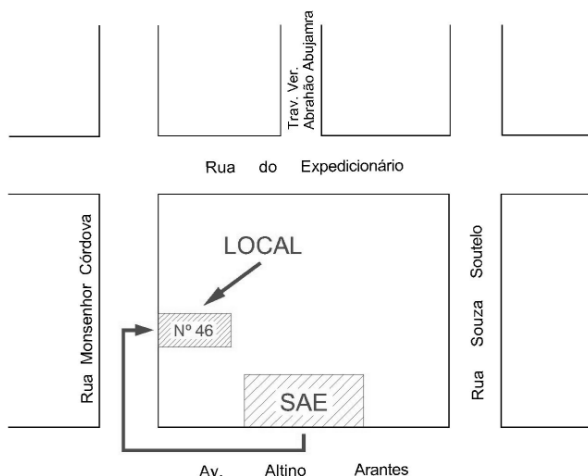 Trav. Ver.
Abrahão Abujamra
Rua do Expedicionário
Rua Monsenhor Córdova
LOCAL
Nº 46
SAE
Rua Souza Soutelo
Av. Altino Arantes